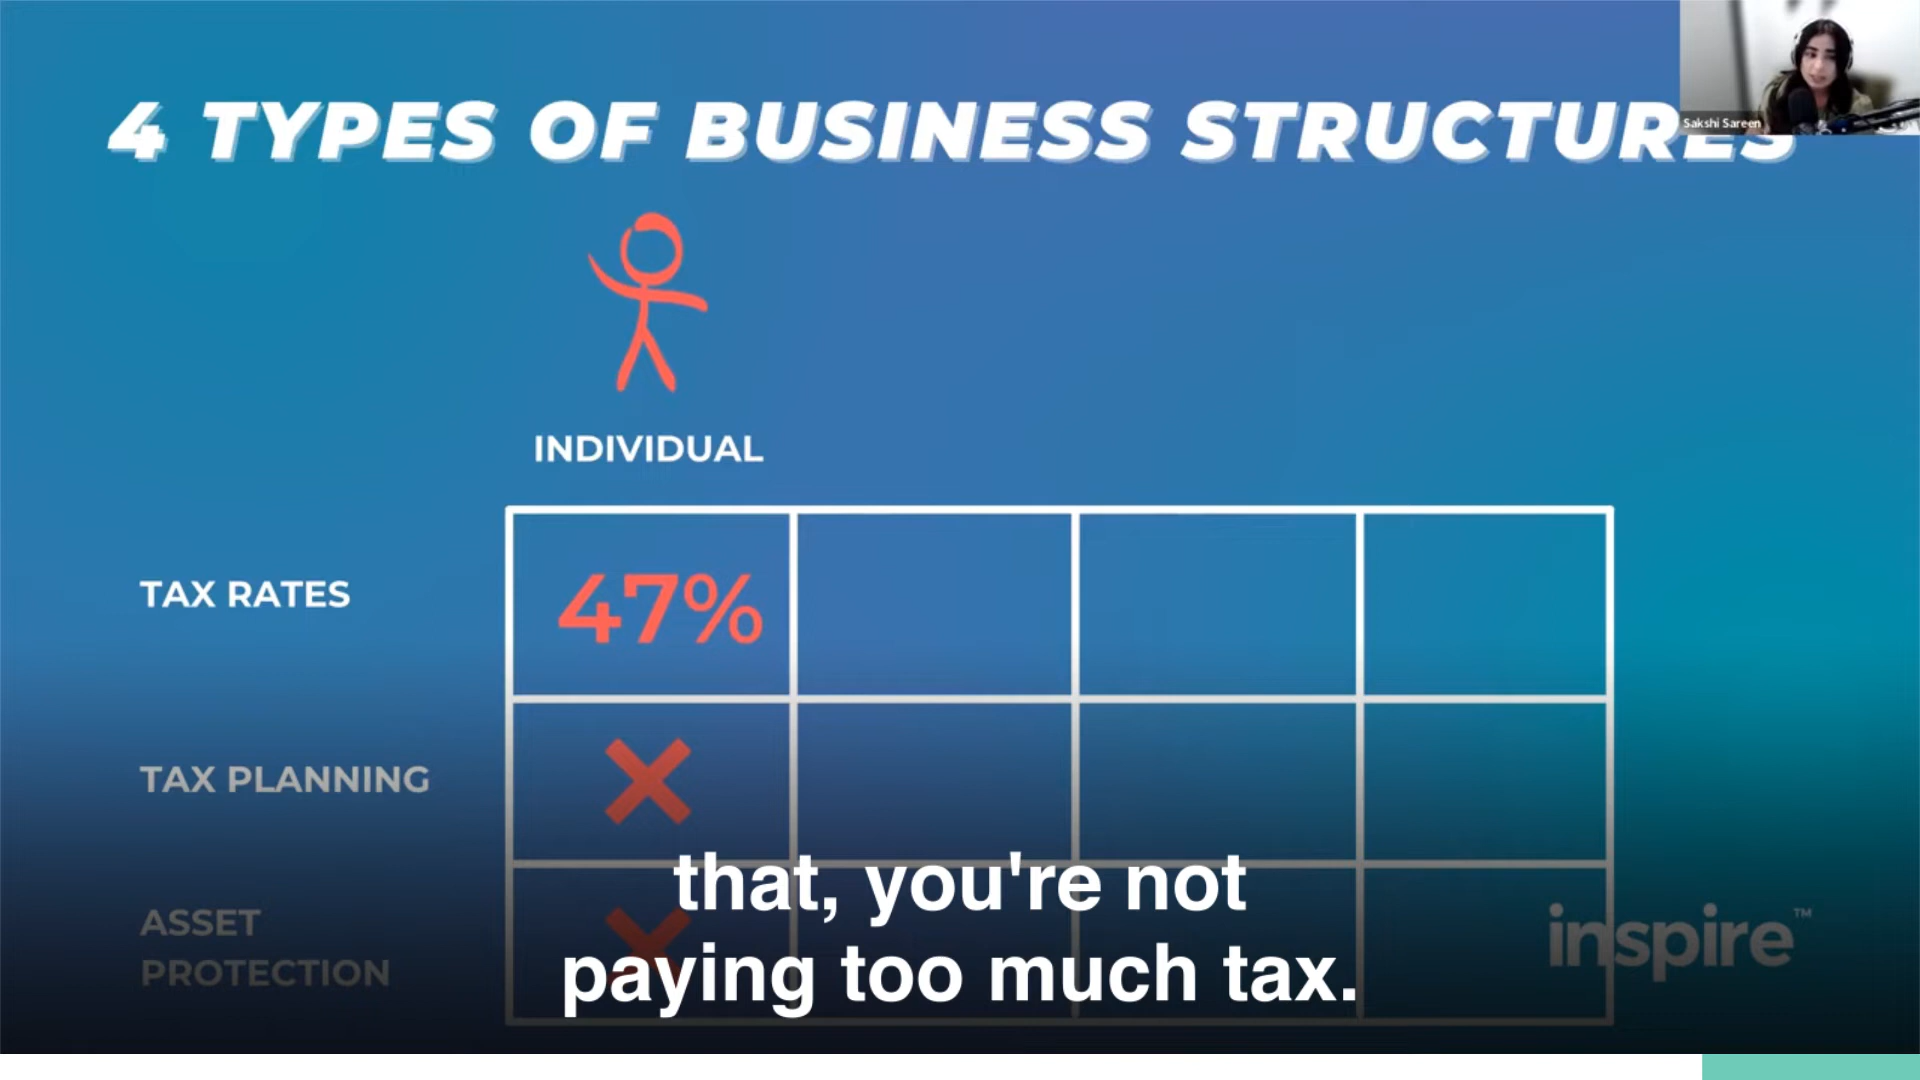 4 TYPES OF BUSINESS STRUCTURES
Sakshi Sareen
INDIVIDUAL
TAX RATES
47%
TAX PLANNING
ASSET
PROTECTION
inspire™
that, you're not
paying too much tax.